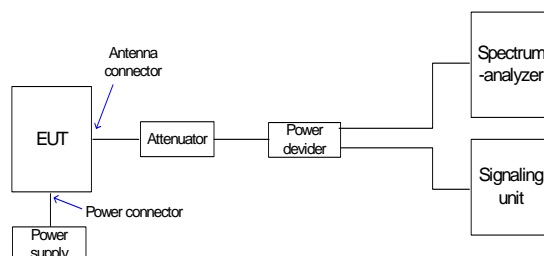 Antenna
connector
Spectrum
-analyzer
EUT
Attenuator
Power
devider
Signaling
unit
Power connector
Power
supply